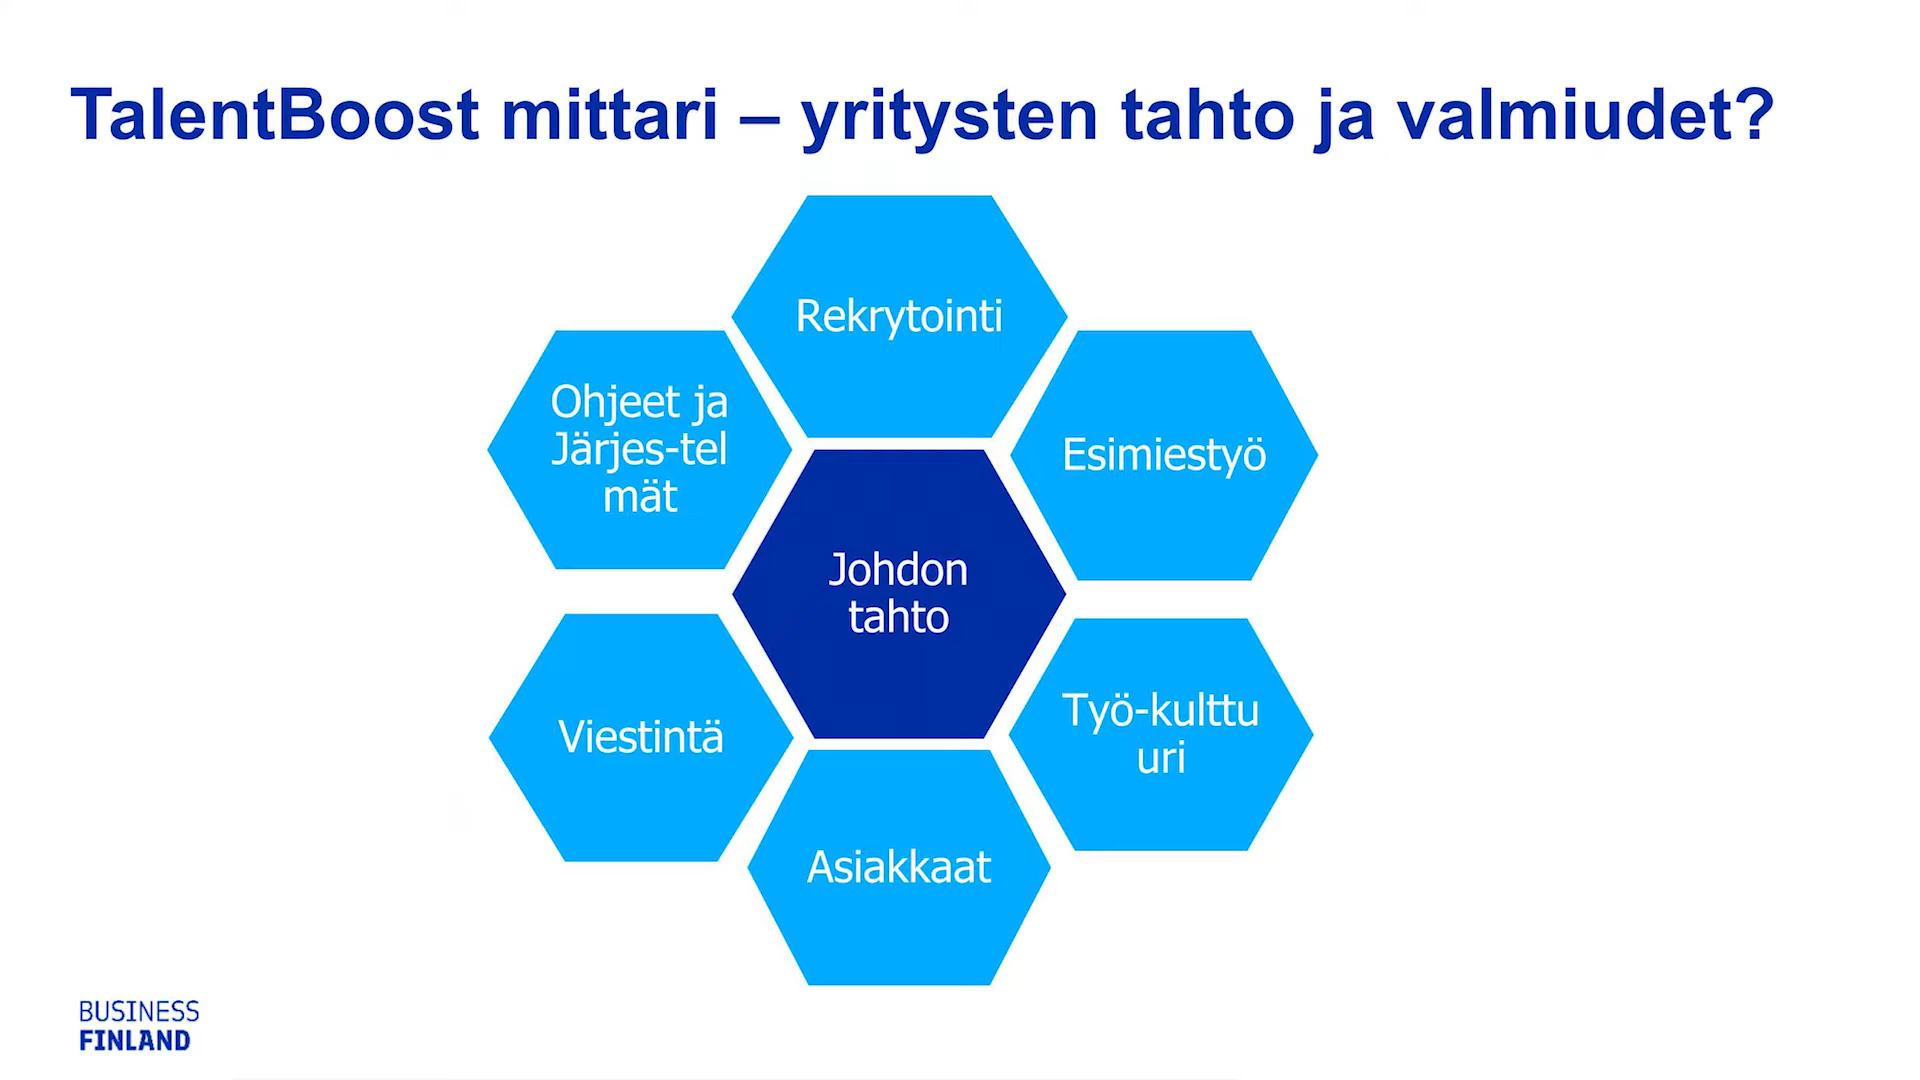 TalentBoost mittari – yritysten tahto ja valmiudet?
Rekrytointi
Ohjeet ja
Järjes-tel
mät
Esimiestyö
Johdon
tahto
Viestintä
Työ-kulttu
uri
Asiakkaat
BUSINESS
FINLAND